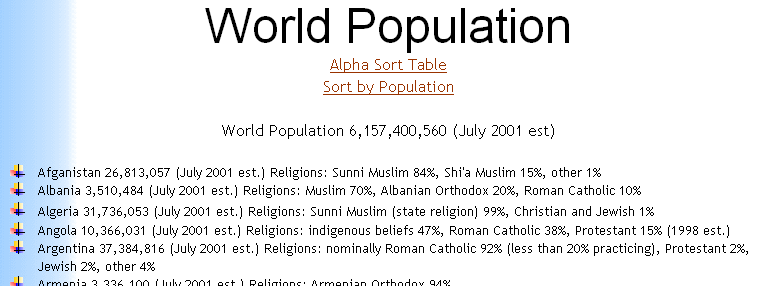 World Population
Alpha Sort Table
Sort by Population
World Population 6,157,400,560 (July 2001 est)
Afganistan 26,813,057 (July 2001 est.) Religions: Sunni Muslim 84%, Shi'a Muslim 15%, other 1%
Albania 3,510,484 (July 2001 est.) Religions: Muslim 70%, Albanian Orthodox 20%, Roman Catholic 10%
Algeria 31,736,053 (July 2001 est.) Religions: Sunni Muslim (state religion) 99%, Christian and Jewish 1%
Angola 10,366,031 (July 2001 est.) Religions: indigenous beliefs 47%, Roman Catholic 38%, Protestant 15% (1998 est.)
Argentina 37,384,816 (July 2001 est.) Religions: nominally Roman Catholic 92% (less than 20% practicing), Protestant 2%,
Jewish 2%, other 4%
Armenia 3,336,100 (July 2001 est.) Religions: Armenian Orthodox 94%